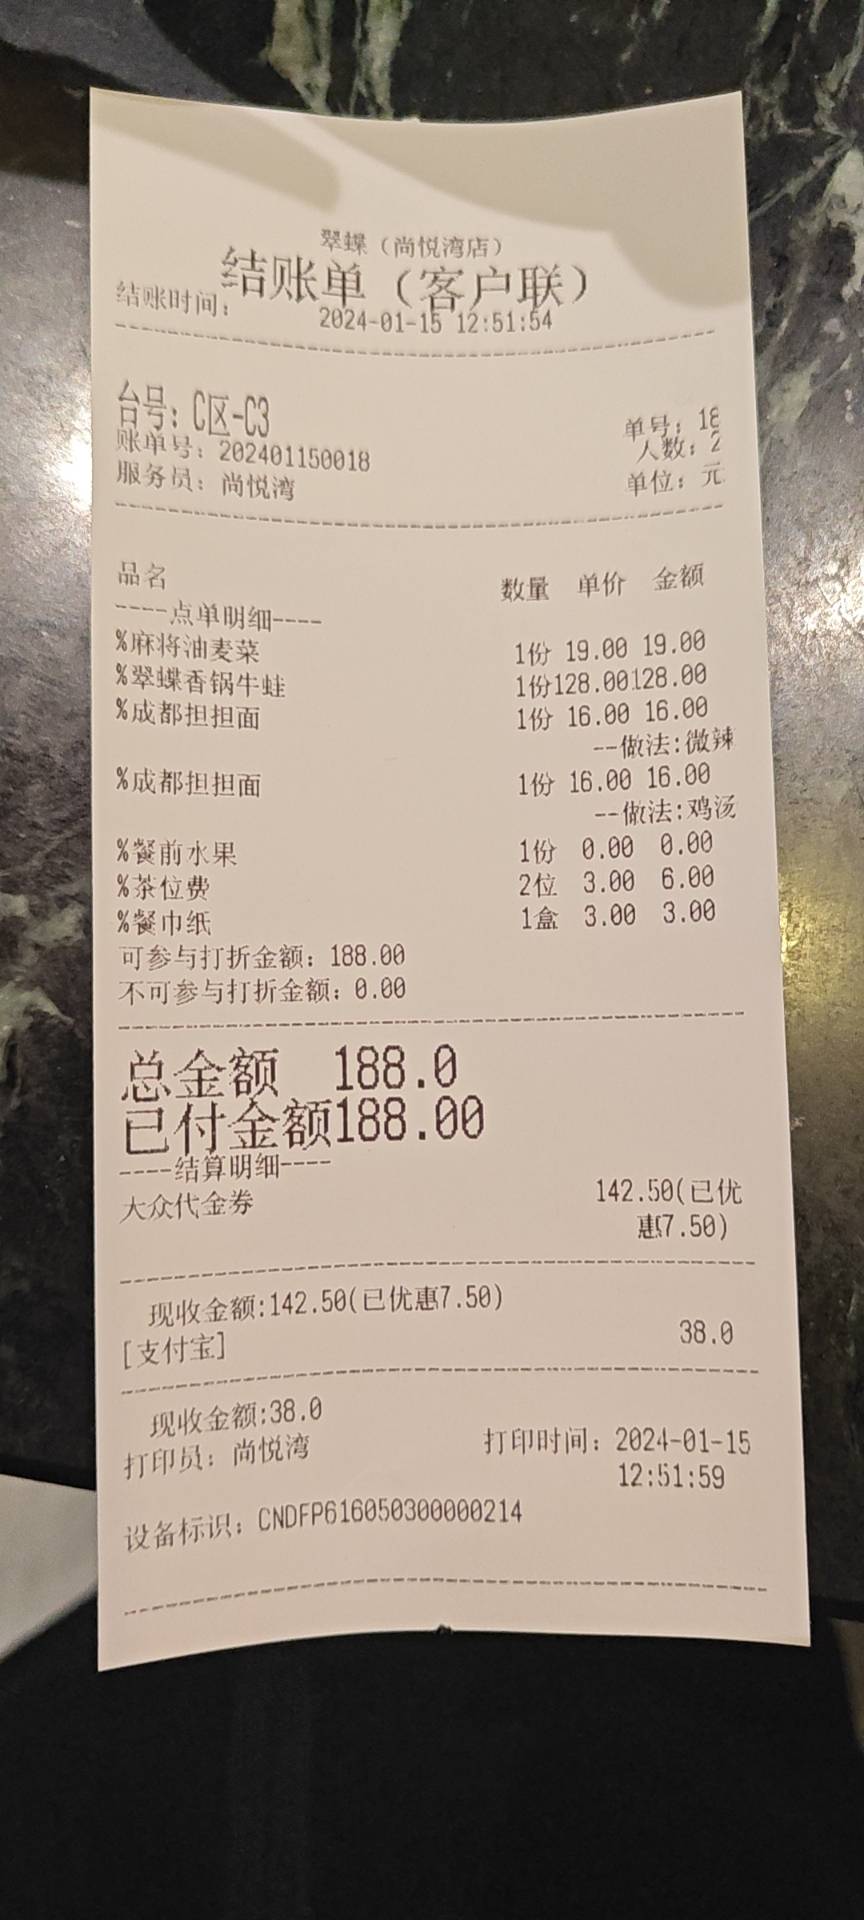 翠蝶（尚悦湾店）
结账单（客户联）
结账时间： 2024-01-15 12:51:54
台号：C区-C3 单号：18
账单号：202401150018 人数：2
服务员：尚悦湾 单位：元
品名 数量 单价 金额
----点单明细----
%麻将油麦菜 1份 19.00 19.00
%翠蝶香锅牛蛙 1份128.00128.00
%成都担担面 1份 16.00 16.00
--做法:微辣
%成都担担面 1份 16.00 16.00
--做法:鸡汤
%餐前水果 1份 0.00 0.00
%茶位费 2位 3.00 6.00
%餐巾纸 1盒 3.00 3.00
可参与打折金额：188.00
不可参与打折金额：0.00
总金额 188.0
已付金额188.00
----结算明细----
大众代金券 142.50(已优
惠7.50)
现收金额:142.50(已优惠7.50)
[支付宝] 38.0
现收金额:38.0
打印员：尚悦湾 打印时间：2024-01-15
12:51:59
设备标识：CNDFP616050300000214